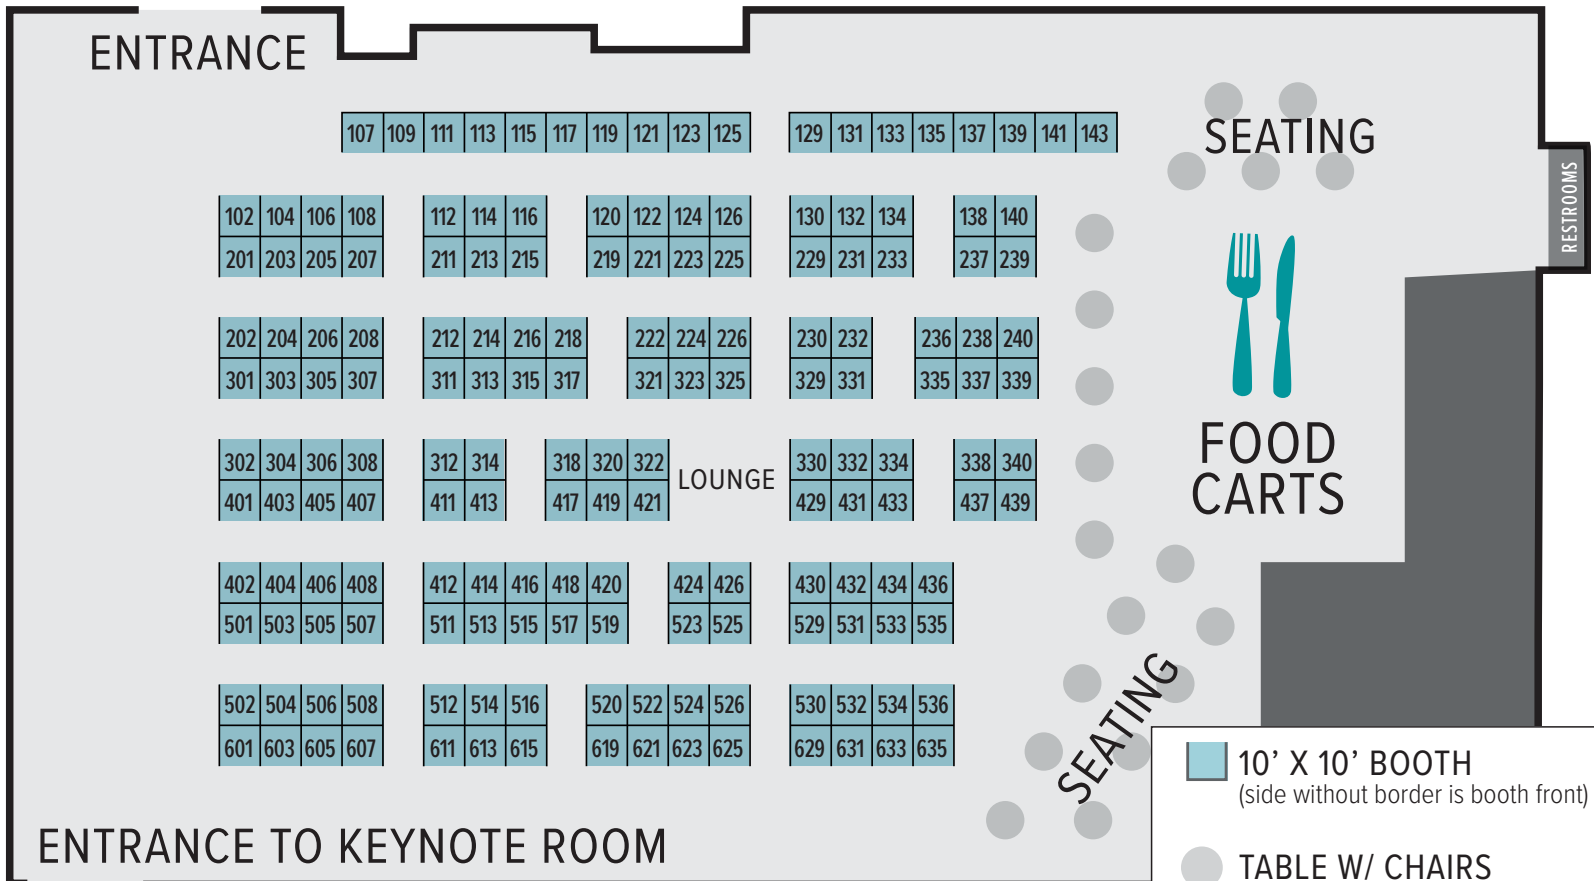 ENTRANCE
107 109 111 113 115 117 119 121 123 125 129 131 133 135 137 139 141 143
SEATING
RESTROOMS
102 104 106 108 112 114 116 120 122 124 126 130 132 134 138 140
201 203 205 207 211 213 215 219 221 223 225 229 231 233 237 239
202 204 206 208 212 214 216 218 222 224 226 230 232 236 238 240
301 303 305 307 311 313 315 317 321 323 325 329 331 335 337 339
FOOD
CARTS
302 304 306 308 312 314 318 320 322 330 332 334 338 340
LOUNGE
401 403 405 407 411 413 417 419 421 429 431 433 437 439
402 404 406 408 412 414 416 418 420 424 426 430 432 434 436
501 503 505 507 511 513 515 517 519 523 525 529 531 533 535
502 504 506 508 512 514 516 520 522 524 526 530 532 534 536
601 603 605 607 611 613 615 619 621 623 625 629 631 633 635
SEATING
ENTRANCE TO KEYNOTE ROOM
10’ X 10’ BOOTH
(side without border is booth front)
TABLE W/ CHAIRS